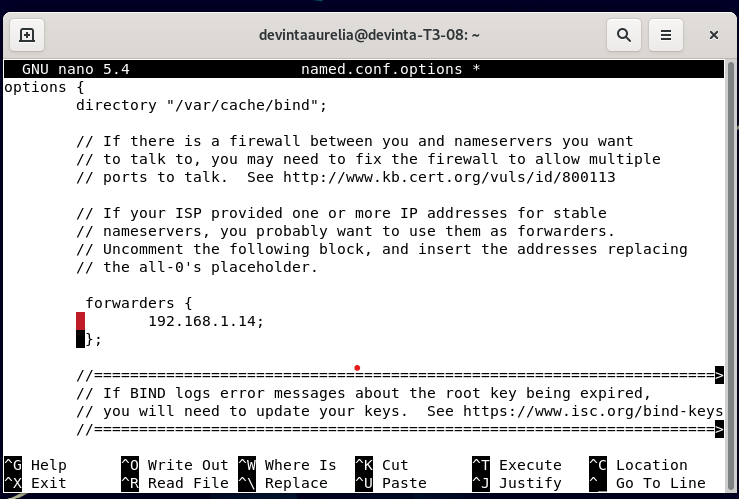 devintaaurelia@devinta-T3-08: ~
GNU nano 5.4 named.conf.options *
options {
directory "/var/cache/bind";
// If there is a firewall between you and nameservers you want
// to talk to, you may need to fix the firewall to allow multiple
// ports to talk.  See http://www.kb.cert.org/vuls/id/800113
// If your ISP provided one or more IP addresses for stable
// nameservers, you probably want to use them as forwarders.
// Uncomment the following block, and insert the addresses replacing
// the all-0's placeholder.
forwarders {
192.168.1.14;
};
//=====================================================================>
// If BIND logs error messages about the root key being expired,
// you will need to update your keys.  See https://www.isc.org/bind-keys
//=====================================================================>
^G Help ^O Write Out ^W Where Is ^K Cut ^T Execute ^C Location
^X Exit ^R Read File ^\ Replace ^U Paste ^J Justify ^_ Go To Line